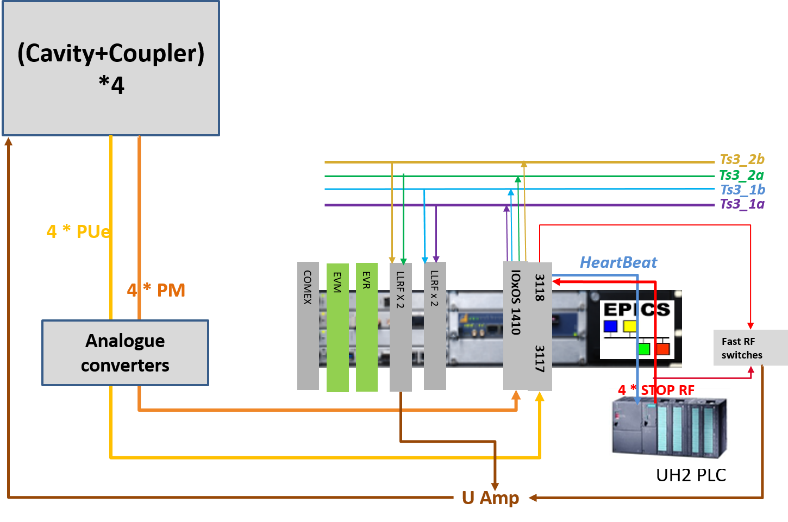 (Cavity+Coupler)
*4
Ts3_2b
Ts3_2a
Ts3_1b
Ts3_1a
4 * PUe
4 * PM
HeartBeat
COMEX
EVM
EVR
LLRF X 2
LLRF X 2
IOxOS 1410
3118
3117
EPICS
Analogue
converters
Fast RF
switches
4 * STOP RF
UH2 PLC
U Amp